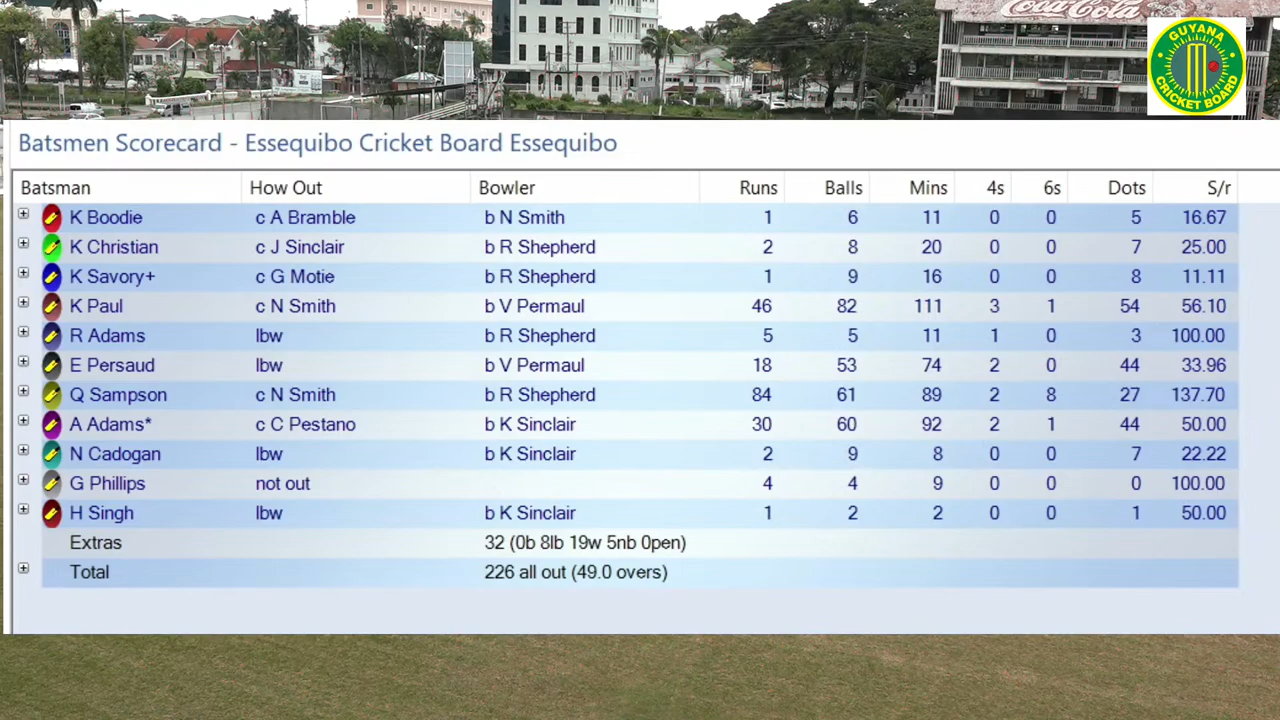 Coca-Cola
GUYANA
CRICKET BOARD
Batsmen Scorecard - Essequibo Cricket Board Essequibo
Batsman How Out Bowler Runs Balls Mins 4s 6s Dots S/r
K Boodie c A Bramble b N Smith 1 6 11 0 0 5 16.67
K Christian c J Sinclair b R Shepherd 2 8 20 0 0 7 25.00
K Savory+ c G Motie b R Shepherd 1 9 16 0 0 8 11.11
K Paul c N Smith b V Permaul 46 82 111 3 1 54 56.10
R Adams lbw b R Shepherd 5 5 11 1 0 3 100.00
E Persaud lbw b V Permaul 18 53 74 2 0 44 33.96
Q Sampson c N Smith b R Shepherd 84 61 89 2 8 27 137.70
A Adams* c C Pestano b K Sinclair 30 60 92 2 1 44 50.00
N Cadogan lbw b K Sinclair 2 9 8 0 0 7 22.22
G Phillips not out 4 4 9 0 0 0 100.00
H Singh lbw b K Sinclair 1 2 2 0 0 1 50.00
Extras 32 (0b 8lb 19w 5nb 0pen)
Total 226 all out (49.0 overs)